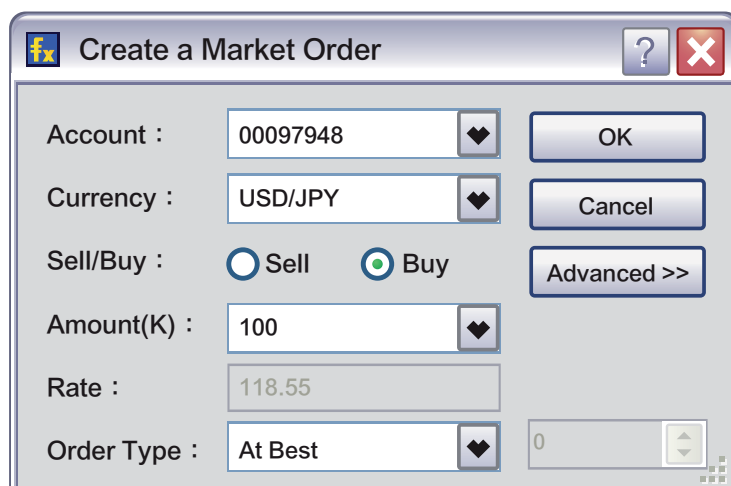 Create a Market Order ?
Account : 00097948 OK
Currency : USD/JPY Cancel
Sell/Buy : Sell Buy Advanced >>
Amount(K) : 100
Rate : 118.55
Order Type : At Best 0